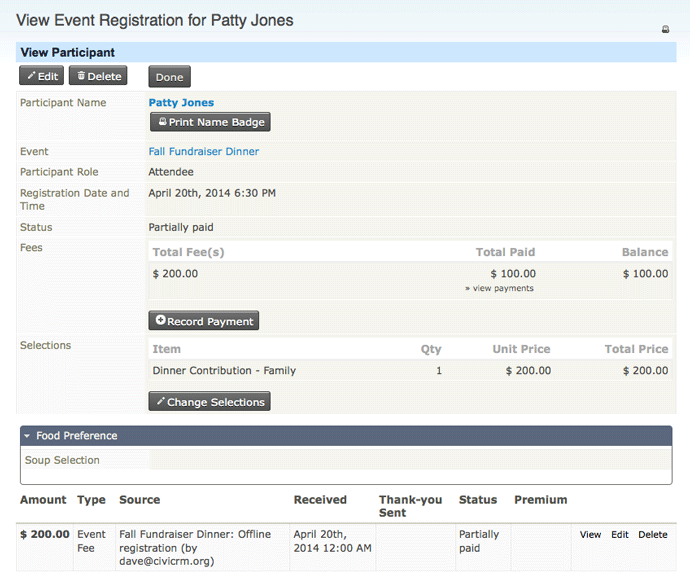 View Event Registration for Patty Jones
View Participant
Edit Delete Done
Participant Name Patty Jones
Print Name Badge
Event Fall Fundraiser Dinner
Participant Role Attendee
Registration Date and April 20th, 2014 6:30 PM
Time
Status Partially paid
Fees Total Fee(s) Total Paid Balance
$ 200.00 $ 100.00 $ 100.00
» view payments
Record Payment
Selections Item Qty Unit Price Total Price
Dinner Contribution - Family 1 $ 200.00 $ 200.00
Change Selections
Food Preference
Soup Selection
Amount Type Source Received Thank-you Status Premium
Sent
$ 200.00 Event Fall Fundraiser Dinner: Offline April 20th, Partially View Edit Delete
Fee registration (by 2014 12:00 AM paid
dave@civicrm.org)